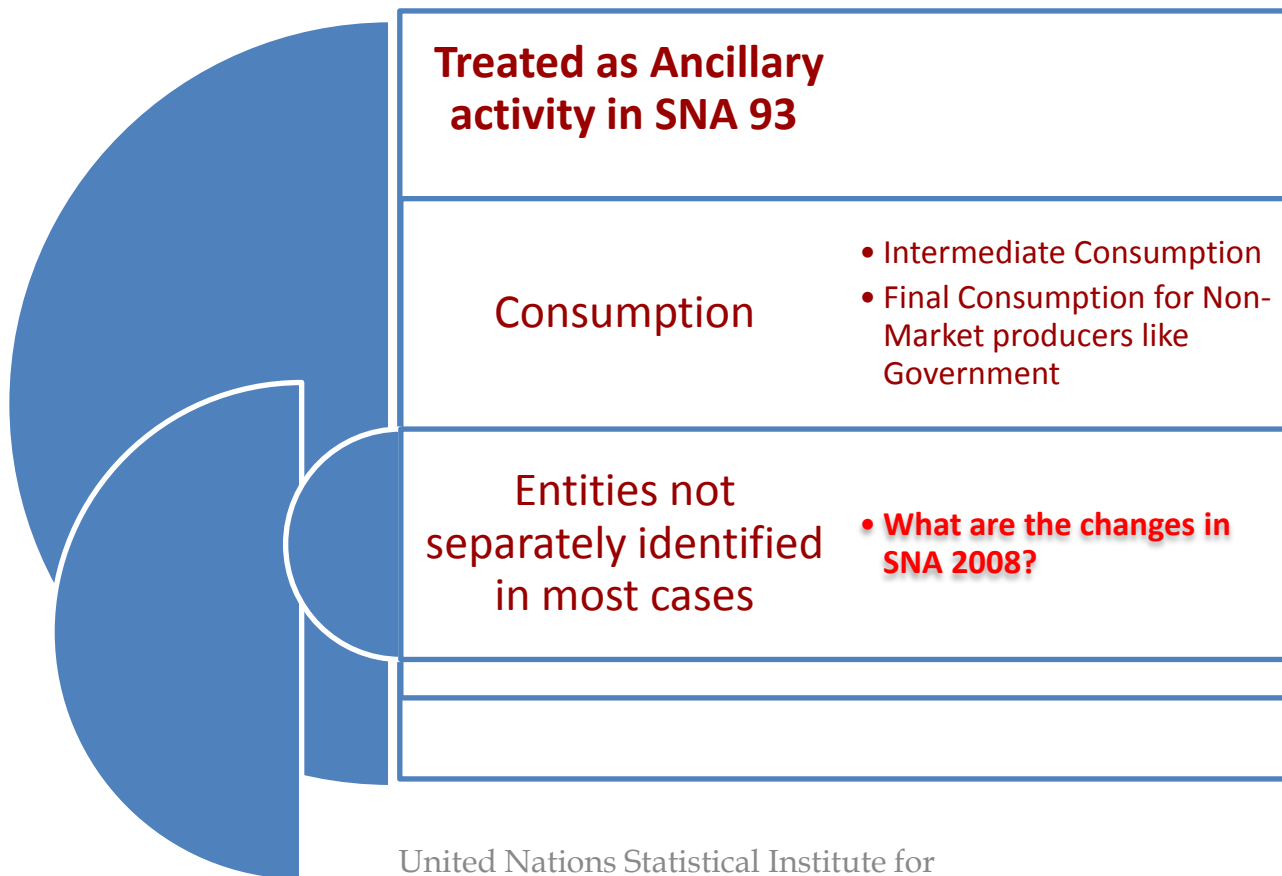 Treated as Ancillary
activity in SNA 93
Consumption
• Intermediate Consumption
• Final Consumption for Non-
Market producers like
Government
Entities not
separately identified
in most cases
• What are the changes in
SNA 2008?
United Nations Statistical Institute for